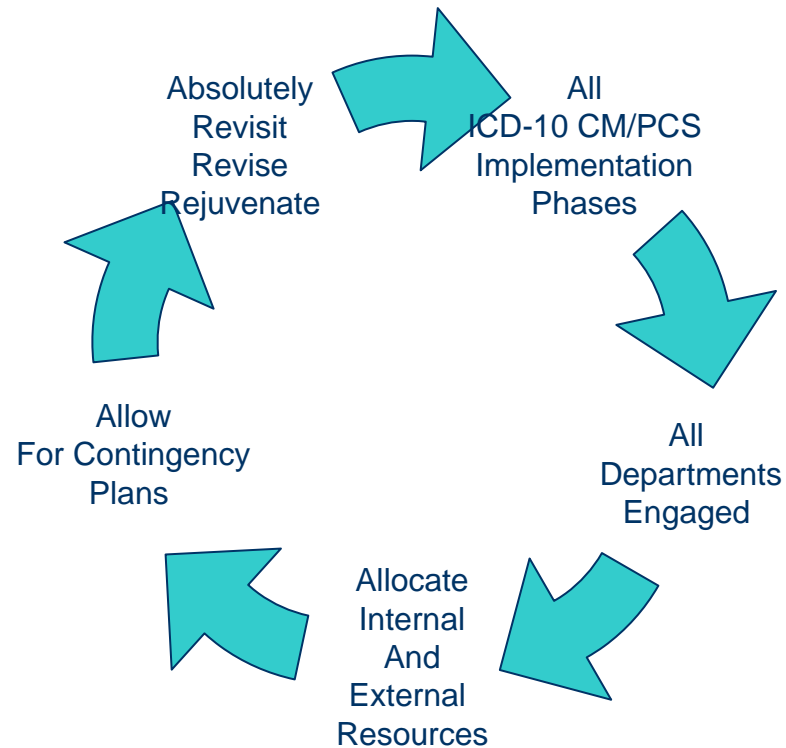 Absolutely
Revisit
Revise
Rejuvenate
All
ICD-10 CM/PCS
Implementation
Phases
All
Departments
Engaged
Allocate
Internal
And
External
Resources
Allow
For Contingency
Plans